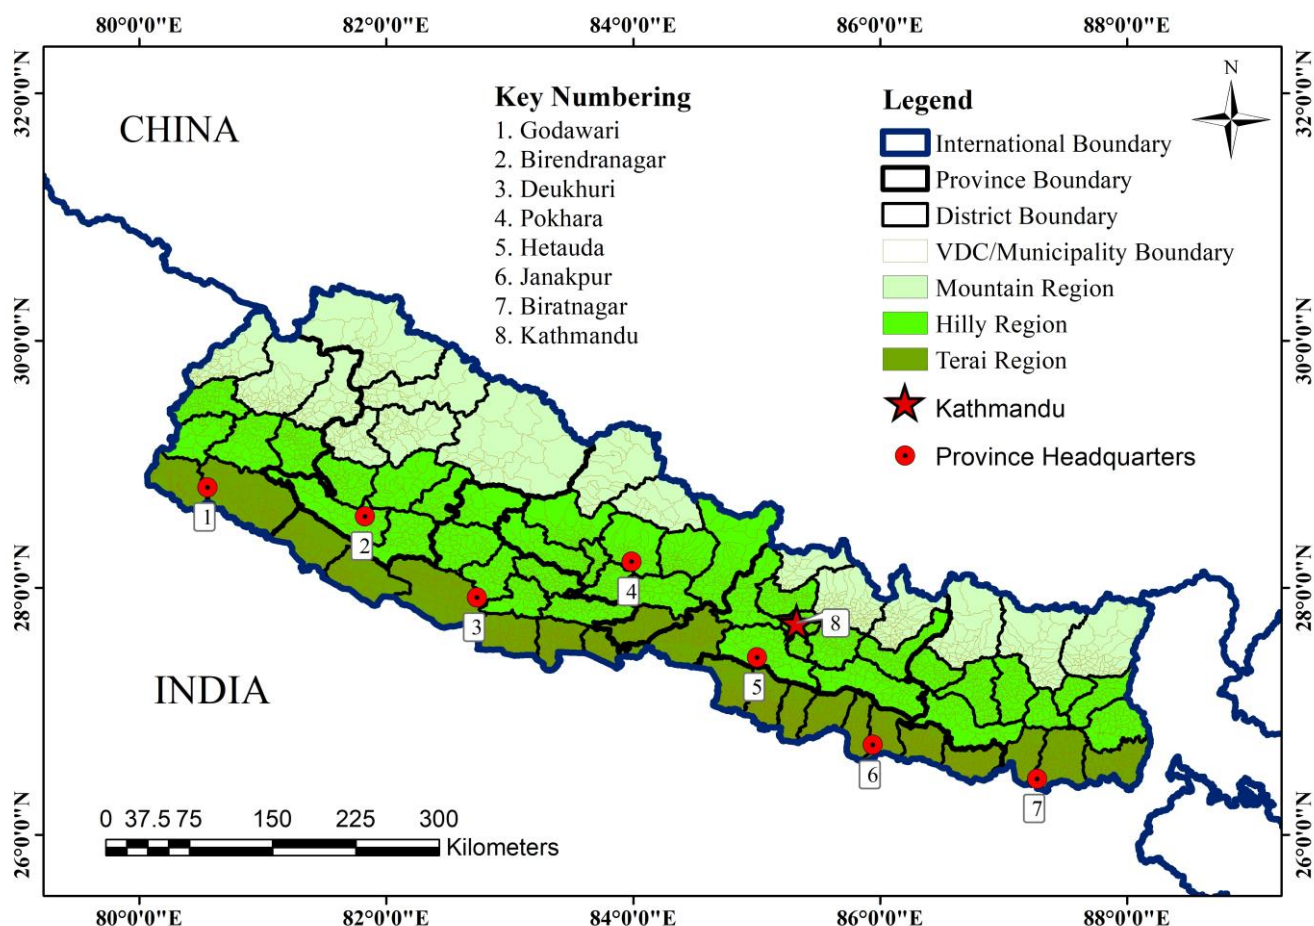 80°0'0"E 82°0'0"E 84°0'0"E 86°0'0"E 88°0'0"E
32°0'0"N
30°0'0"N
28°0'0"N
26°0'0"N
CHINA
INDIA
Key Numbering
1. Godawari
2. Birendranagar
3. Deukhuri
4. Pokhara
5. Hetauda
6. Janakpur
7. Biratnagar
8. Kathmandu
Legend
International Boundary
Province Boundary
District Boundary
VDC/Municipality Boundary
Mountain Region
Hilly Region
Terai Region
Kathmandu
Province Headquarters
N
32°0'0"N
30°0'0"N
28°0'0"N
26°0'0"N
1
2
3
4
5
6
7
8
0 37.5 75 150 225 300
Kilometers
80°0'0"E 82°0'0"E 84°0'0"E 86°0'0"E 88°0'0"E